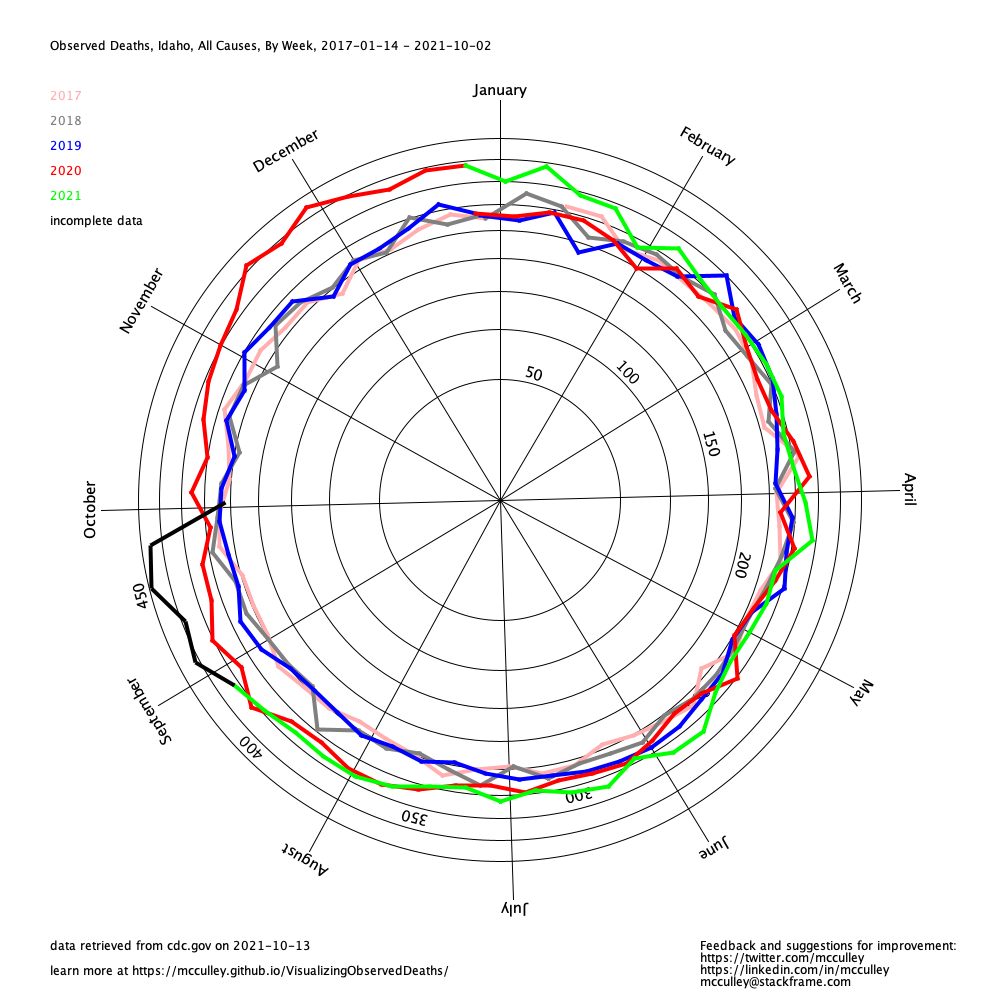 Observed Deaths, Idaho, All Causes, By Week, 2017-01-14 - 2021-10-02
2017
2018
2019
2020
2021
incomplete data
January
February
March
April
May
June
July
August
September
October
November
December
50
100
150
200
300
350
400
450
data retrieved from cdc.gov on 2021-10-13
learn more at https://mcculley.github.io/VisualizingObservedDeaths/
Feedback and suggestions for improvement:
https://twitter.com/mcculley
https://linkedin.com/in/mcculley
mcculley@stackframe.com